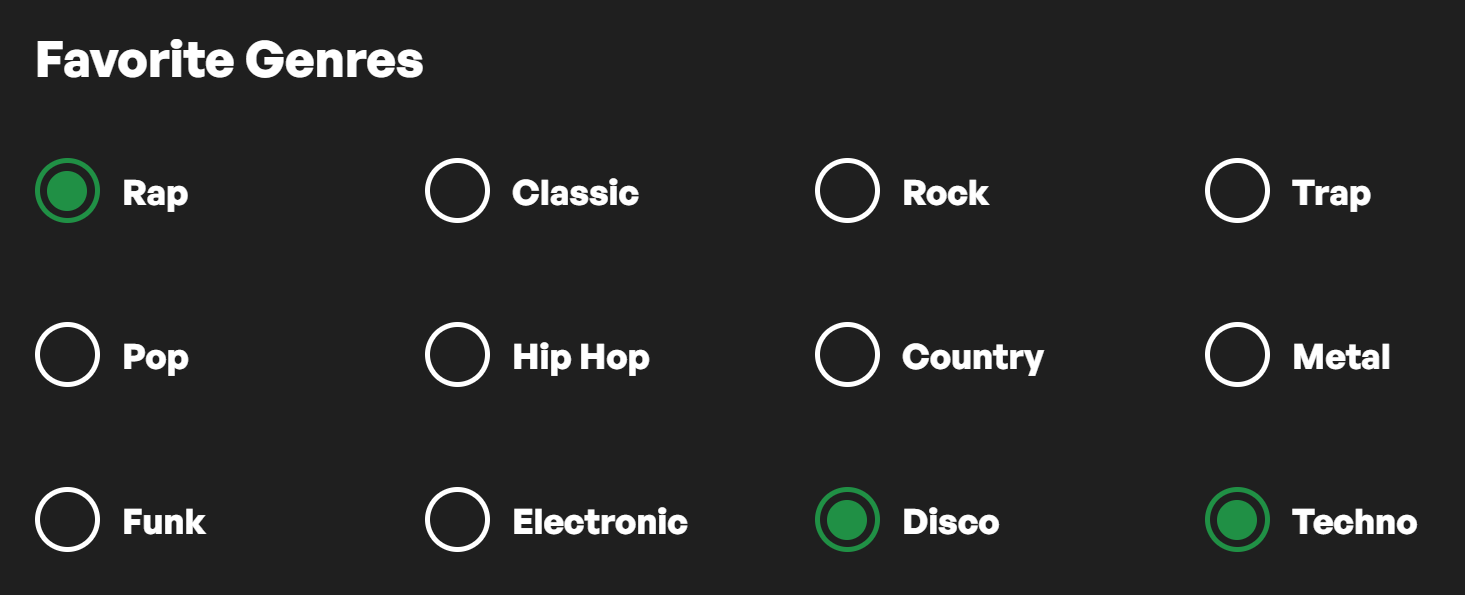 Favorite Genres
Rap Classic Rock Trap
Pop Hip Hop Country Metal
Funk Electronic Disco Techno